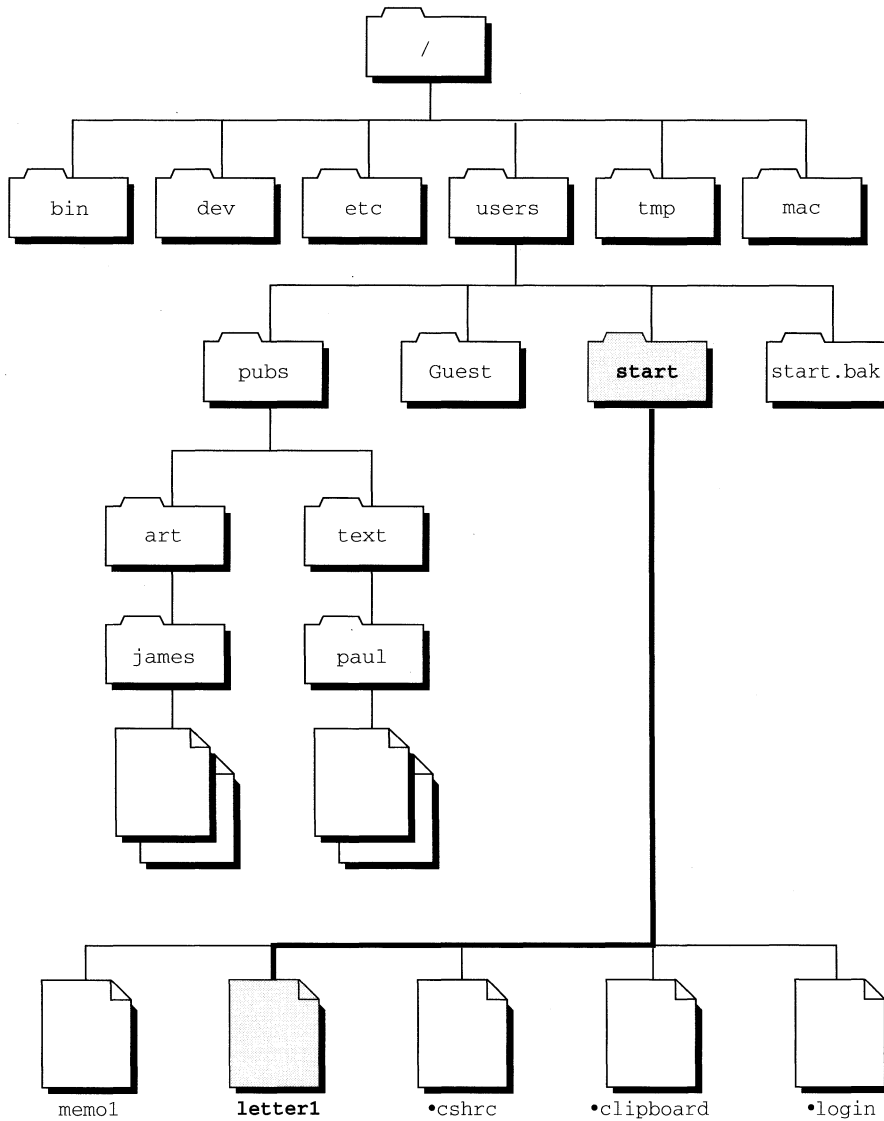 /
bin dev etc users tmp mac
pubs Guest start start.bak
art text
james paul
memo1 letter1 •cshrc •clipboard •login